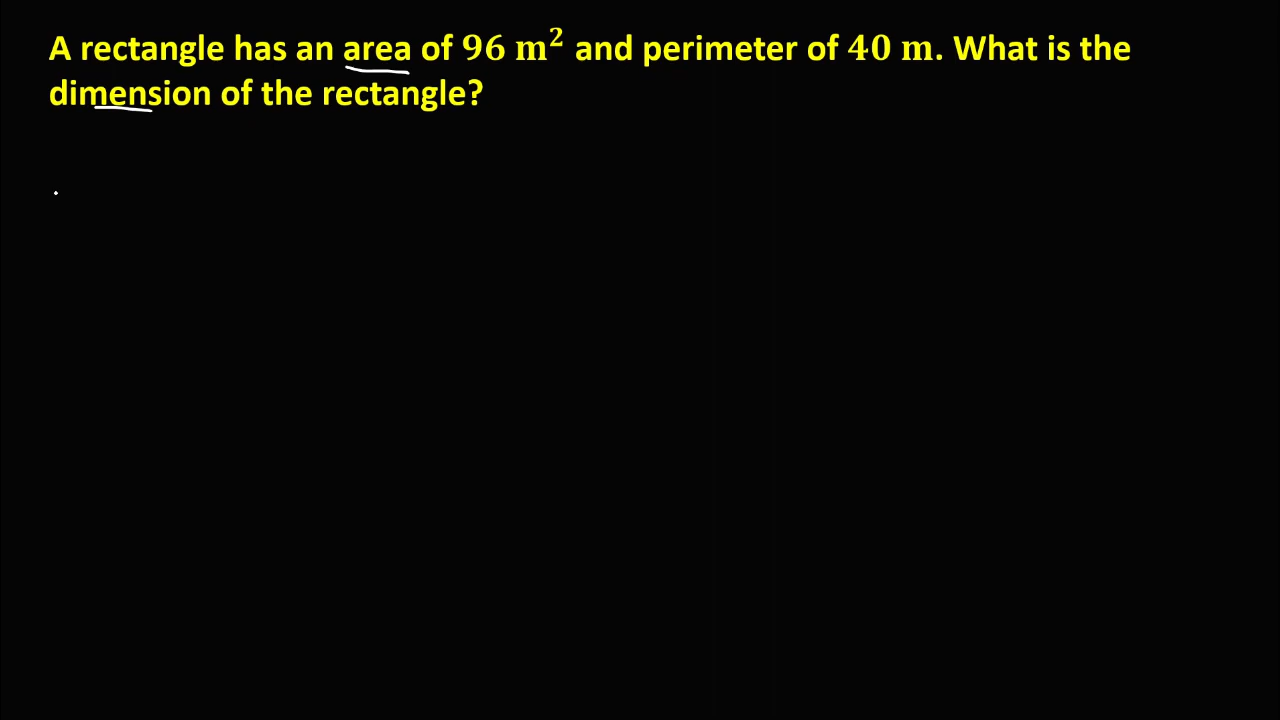 A rectangle has an area of 96 m² and perimeter of 40 m. What is the
dimension of the rectangle?